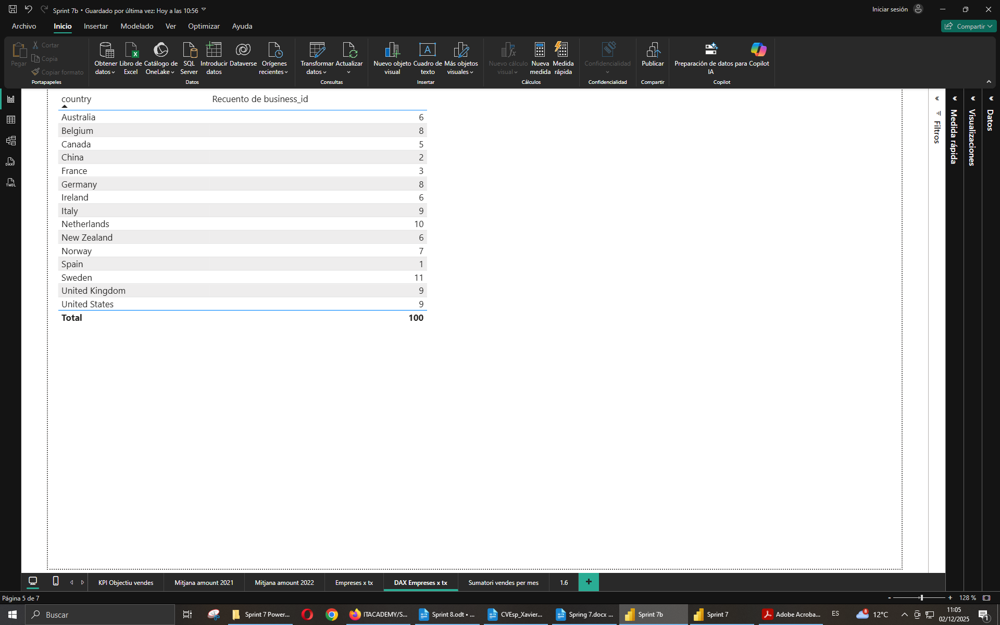 Sprint 7b • Guardado por última vez: Hoy a las 10:56
Iniciar sesión
Archivo Inicio Insertar Modelado Ver Optimizar Ayuda
Compartir
Pegar
Cortar
Copia
Copiar formato
Portapapeles
Obtener datos
Libro de Excel
Catálogo de OneLake
SQL Server
Introducir datos
Dataverse
Orígenes recientes
Datos
Transformar datos
Actualizar
Consultas
Nuevo objeto visual
Cuadro de texto
Más objetos visuales
Insertar
Nuevo cálculo visual
Nueva medida
Medida rápida
Cálculos
Confidencialidad
Confidencialidad
Publicar
Compartir
Preparación de datos para IA
Copilot
Copilot
DAX
TMDL
country Recuento de business_id
Australia 6
Belgium 8
Canada 5
China 2
France 3
Germany 8
Ireland 6
Italy 9
Netherlands 10
New Zealand 6
Norway 7
Spain 1
Sweden 11
United Kingdom 9
United States 9
Total 100
Filtros
Medida rápida
Visualizaciones
Datos
KPI Objectiu vendes Mitjana amount 2021 Mitjana amount 2022 Empreses x tx DAX Empreses x tx Sumatori vendes per mes 1.6 +
Página 5 de 7
- + 128 %
Buscar
Sprint 7 Power...
ITACADEMY/S...
Sprint 8.odt • ...
CVEsp_Xavier...
Spring 7.docx ...
Sprint 7b
Sprint 7
Adobe Acroba...
ES
8
12°C
11:05
02/12/2025
1